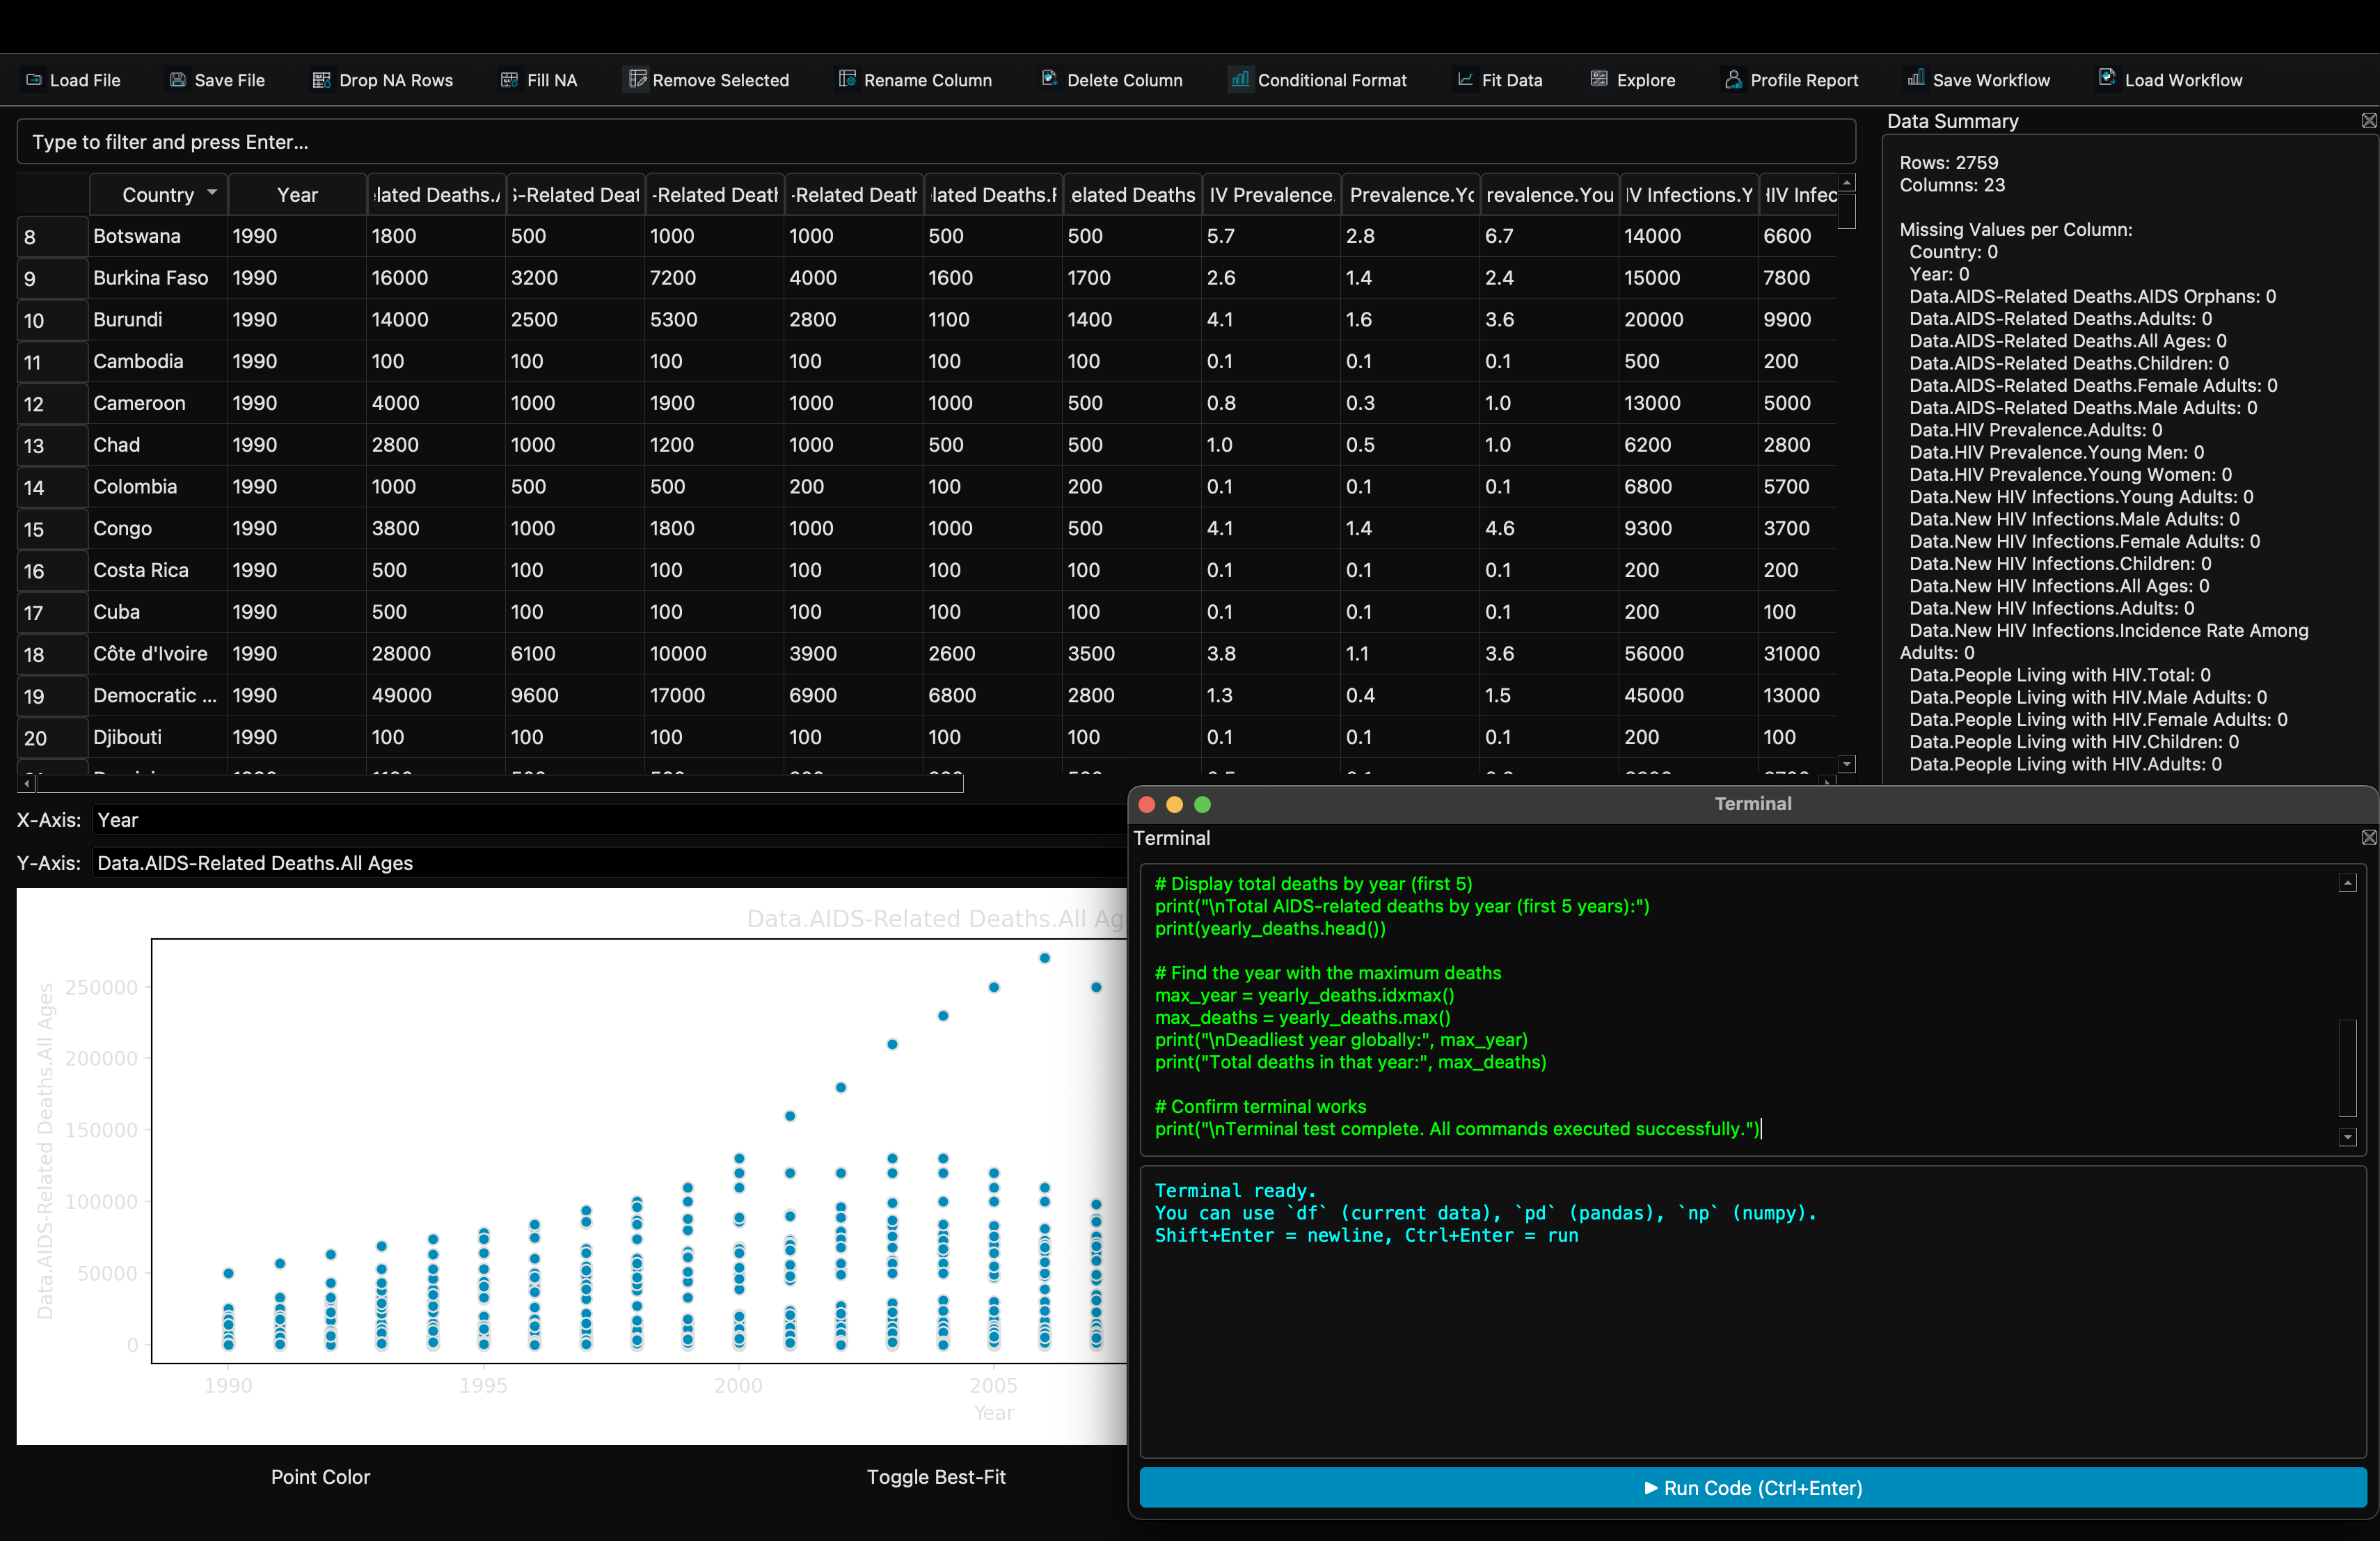 Load File Save File Drop NA Rows Fill NA Remove Selected Rename Column Delete Column Conditional Format Fit Data Explore Profile Report Save Workflow Load Workflow
Type to filter and press Enter...
Country Year elated Deaths. S-Related Deat -Related Death -Related Death elated Deaths.F elated Deaths IV Prevalence. Prevalence.Yo revalence.You IV Infections.Y HIV Infec
8 Botswana 1990 1800 500 1000 1000 500 500 5.7 2.8 6.7 14000 6600
9 Burkina Faso 1990 16000 3200 7200 4000 1600 1700 2.6 1.4 2.4 15000 7800
10 Burundi 1990 14000 2500 5300 2800 1100 1400 4.1 1.6 3.6 20000 9900
11 Cambodia 1990 100 100 100 100 100 100 0.1 0.1 0.1 500 200
12 Cameroon 1990 4000 1000 1900 1000 1000 500 0.8 0.3 1.0 13000 5000
13 Chad 1990 2800 1000 1200 1000 500 500 1.0 0.5 1.0 6200 2800
14 Colombia 1990 1000 500 500 200 100 200 0.1 0.1 0.1 6800 5700
15 Congo 1990 3800 1000 1800 1000 1000 500 4.1 1.4 4.6 9300 3700
16 Costa Rica 1990 500 100 100 100 100 100 0.1 0.1 0.1 200 200
17 Cuba 1990 500 100 100 100 100 100 0.1 0.1 0.1 200 100
18 Côte d'Ivoire 1990 28000 6100 10000 3900 2600 3500 3.8 1.1 3.6 56000 31000
19 Democratic ... 1990 49000 9600 17000 6900 6800 2800 1.3 0.4 1.5 45000 13000
20 Djibouti 1990 100 100 100 100 100 100 0.1 0.1 0.1 200 100
Data Summary
Rows: 2759
Columns: 23
Missing Values per Column:
Country: 0
Year: 0
Data.AIDS-Related Deaths.AIDS Orphans: 0
Data.AIDS-Related Deaths.Adults: 0
Data.AIDS-Related Deaths.All Ages: 0
Data.AIDS-Related Deaths.Children: 0
Data.AIDS-Related Deaths.Female Adults: 0
Data.AIDS-Related Deaths.Male Adults: 0
Data.HIV Prevalence.Adults: 0
Data.HIV Prevalence.Young Men: 0
Data.HIV Prevalence.Young Women: 0
Data.New HIV Infections.Young Adults: 0
Data.New HIV Infections.Male Adults: 0
Data.New HIV Infections.Female Adults: 0
Data.New HIV Infections.Children: 0
Data.New HIV Infections.All Ages: 0
Data.New HIV Infections.Adults: 0
Data.New HIV Infections.Incidence Rate Among
Adults: 0
Data.People Living with HIV.Total: 0
Data.People Living with HIV.Male Adults: 0
Data.People Living with HIV.Female Adults: 0
Data.People Living with HIV.Children: 0
Data.People Living with HIV.Adults: 0
X-Axis: Year
Y-Axis: Data.AIDS-Related Deaths.All Ages
Data.AIDS-Related Deaths.All Ag
Data.AIDS-Related Deaths.All Ages
250000
200000
150000
100000
50000
0
1990 1995 2000 2005
Year
Point Color Toggle Best-Fit
Terminal
Terminal
# Display total deaths by year (first 5)
print("\nTotal AIDS-related deaths by year (first 5 years):")
print(yearly_deaths.head())
# Find the year with the maximum deaths
max_year = yearly_deaths.idxmax()
max_deaths = yearly_deaths.max()
print("\nDeadliest year globally:", max_year)
print("Total deaths in that year:", max_deaths)
# Confirm terminal works
print("\nTerminal test complete. All commands executed successfully.")
Terminal ready.
You can use `df` (current data), `pd` (pandas), `np` (numpy).
Shift+Enter = newline, Ctrl+Enter = run
▶ Run Code (Ctrl+Enter)